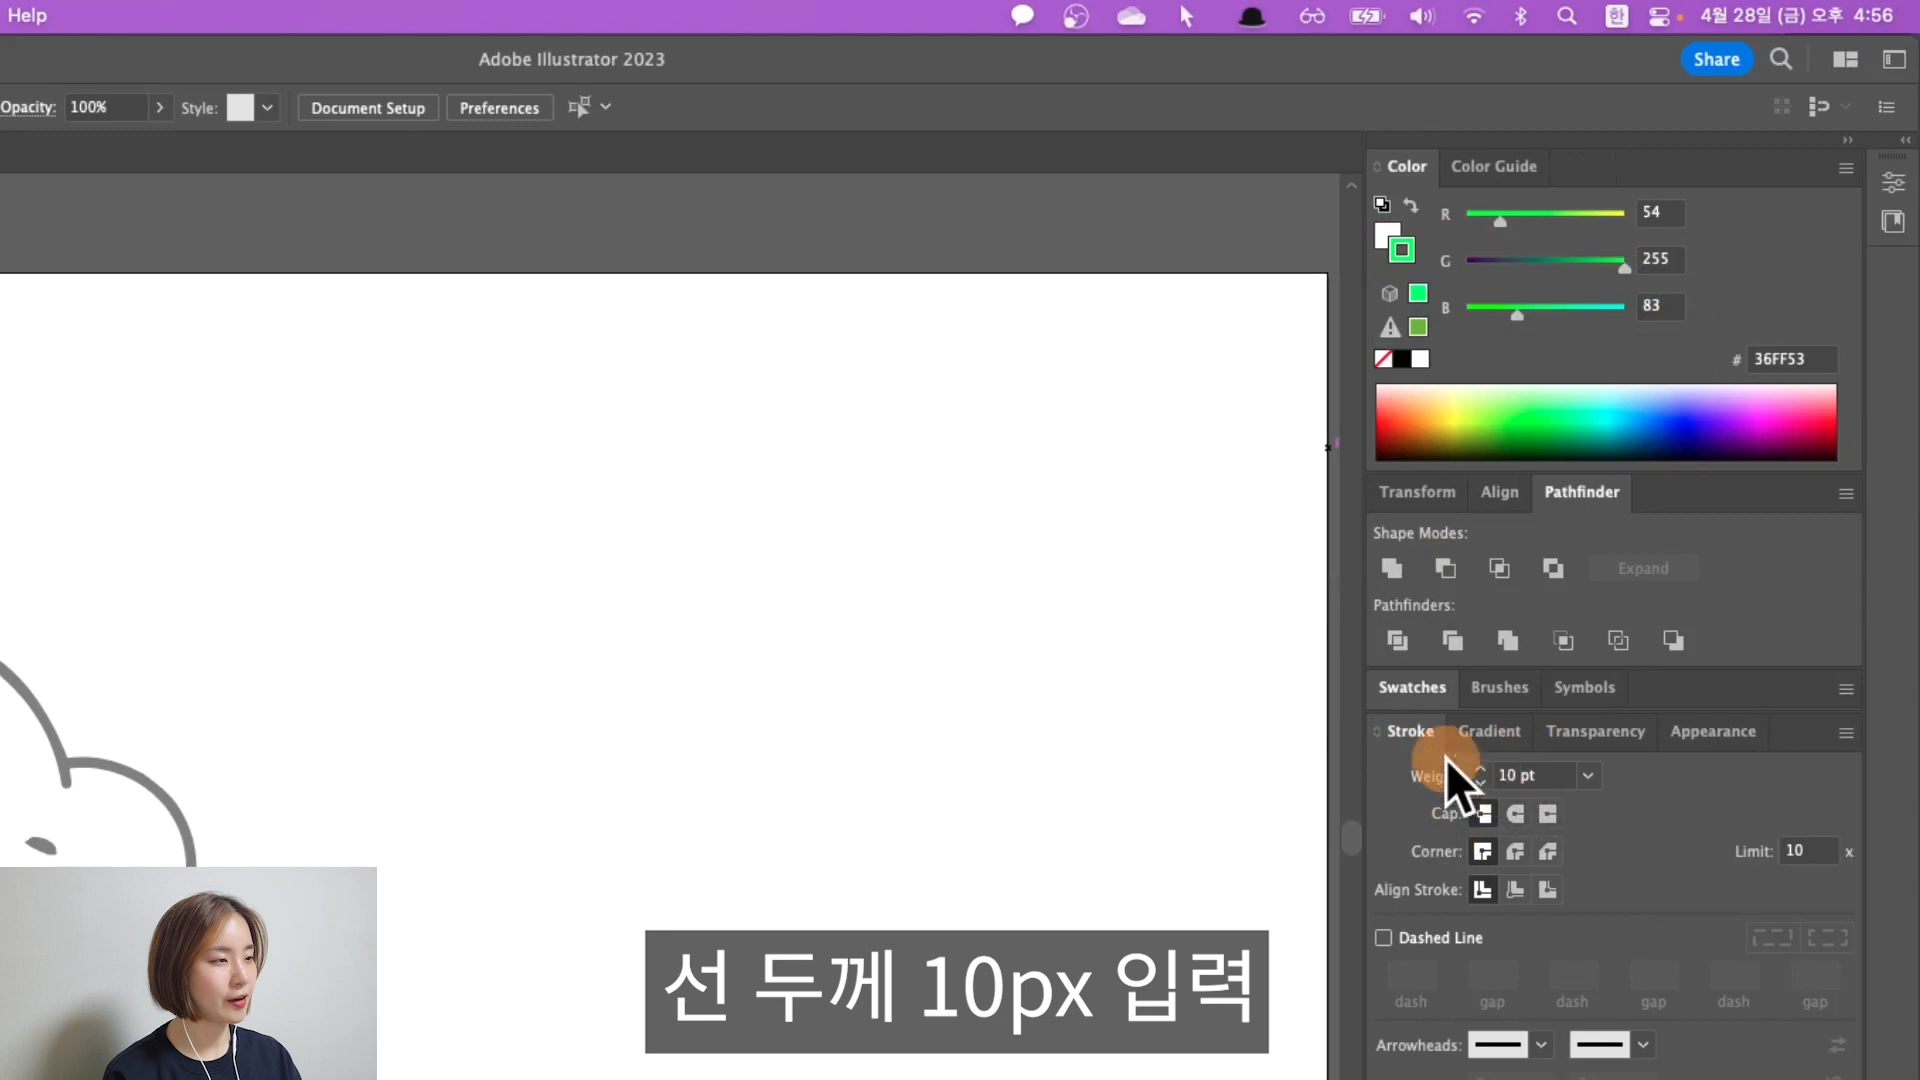 Help
한
4월 28일 (금) 오후 4:56
Adobe Illustrator 2023
Share
Opacity: 100%
Style:
Document Setup
Preferences
Color
Color Guide
R 54
G 255
B 83
# 36FF53
Transform
Align
Pathfinder
Shape Modes:
Expand
Pathfinders:
Swatches
Brushes
Symbols
Stroke
Gradient
Transparency
Appearance
10 pt
Cap:
Corner:
Limit: 10 x
Align Stroke:
Dashed Line
dash gap dash gap dash gap
Arrowheads:
선 두께 10px 입력